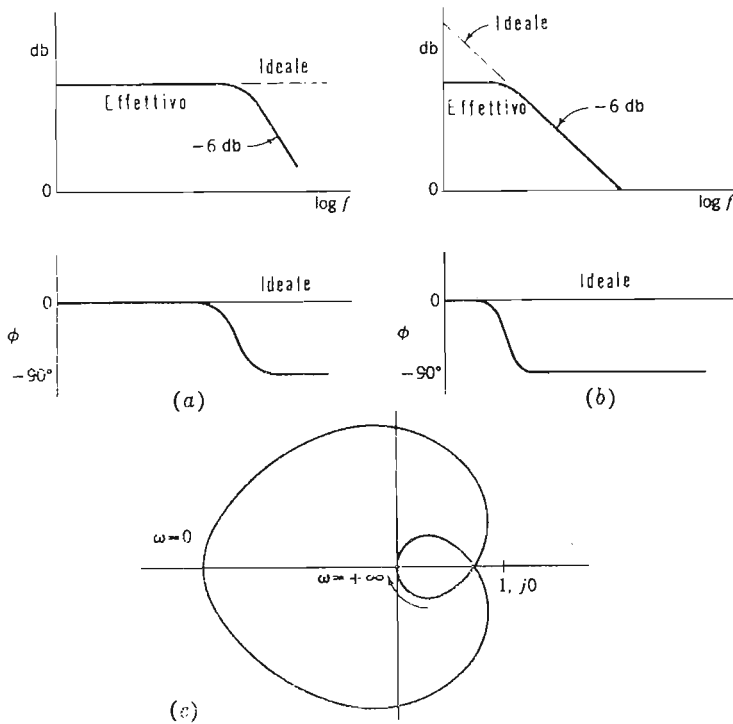 db
Ideale
Effettivo
−6 db
0
log f
0
Ideale
ϕ
−90°
(a)
Ideale
db
Effettivo
−6 db
0
log f
0
Ideale
ϕ
−90°
(b)
ω=0
ω=+∞
1, j0
(c)